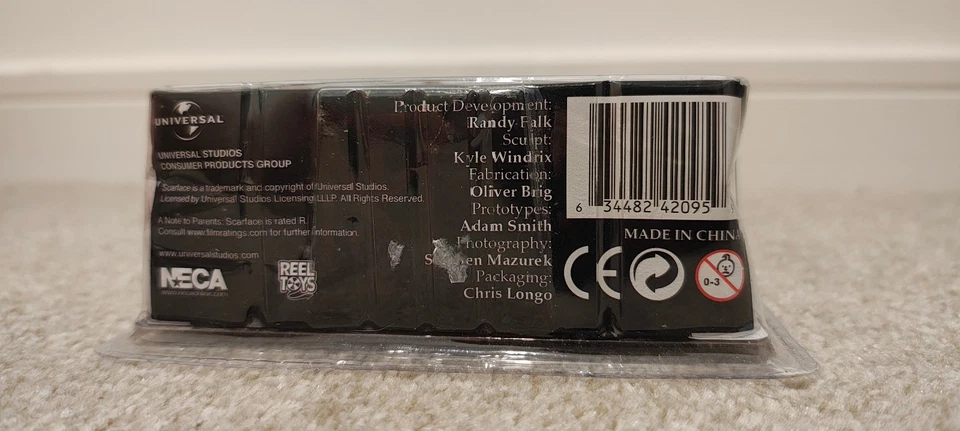 UNIVERSAL
UNIVERSAL STUDIOS
CONSUMER PRODUCTS GROUP
Scarface is a trademark and copyright of Universal Studios.
Licensed by Universal Studios Licensing LLLP. All Rights Reserved.
A Note to Parents: Scarface is rated R.
Consult www.filmratings.com for further information.
www.universalstudios.com
NECA
REEL
TOYS
Product Development:
Randy Falk
Sculpt:
Kyle Windrix
Fabrication:
Oliver Brig
Prototypes:
Adam Smith
Photography:
Mazurek
Packaging:
Chris Longo
6 34482 42095
MADE IN CHINA
CE
0-3